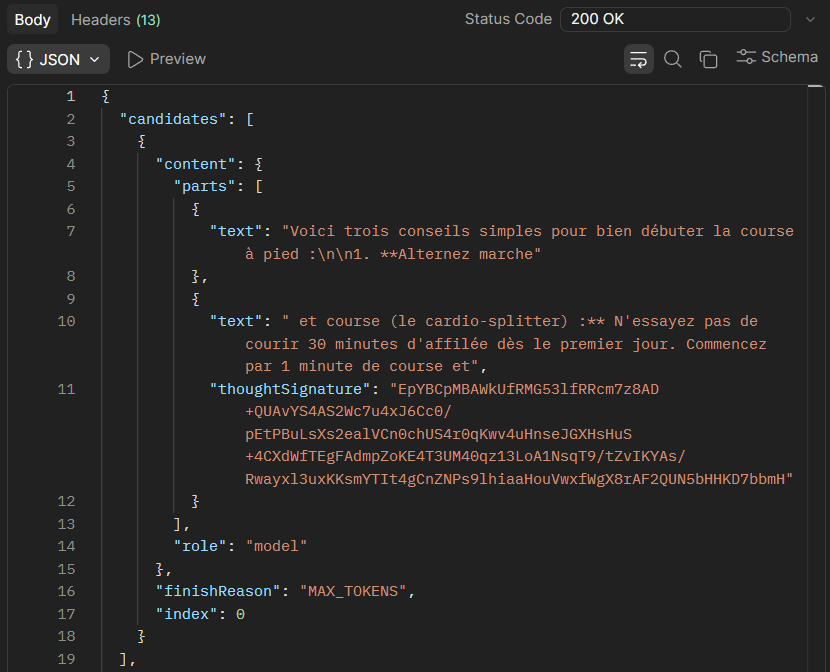 Body Headers (13) Status Code 200 OK
{} JSON Preview Schema
1 {
2 "candidates": [
3 {
4 "content": {
5 "parts": [
6 {
7 "text": "Voici trois conseils simples pour bien débuter la course
à pied :\n\n1. **Alternez marche"
8 },
9 {
10 "text": " et course (le cardio-splitter) :** N'essayez pas de
courir 30 minutes d'affilée dès le premier jour. Commencez
par 1 minute de course et",
11 "thoughtSignature": "EpYBCpMBAWkUfRMG53lfRRcm7z8AD
+QUAvYS4AS2Wc7u4xJ6Cc0/
pEtPBuLsXs2ealVCn0chUS4r0qKwv4uHnseJGXHsHuS
+4CXdWfTEgFAdmpZoKE4T3UM40qz13LoA1NsqT9/tZvIKYAs/
Rwayxl3uxKKsmYTIt4gCnZNPs9lhiaaHouVwxfWgX8rAF2QUN5bHHKD7bbmH"
12 }
13 ],
14 "role": "model"
15 },
16 "finishReason": "MAX_TOKENS",
17 "index": 0
18 }
19 ],